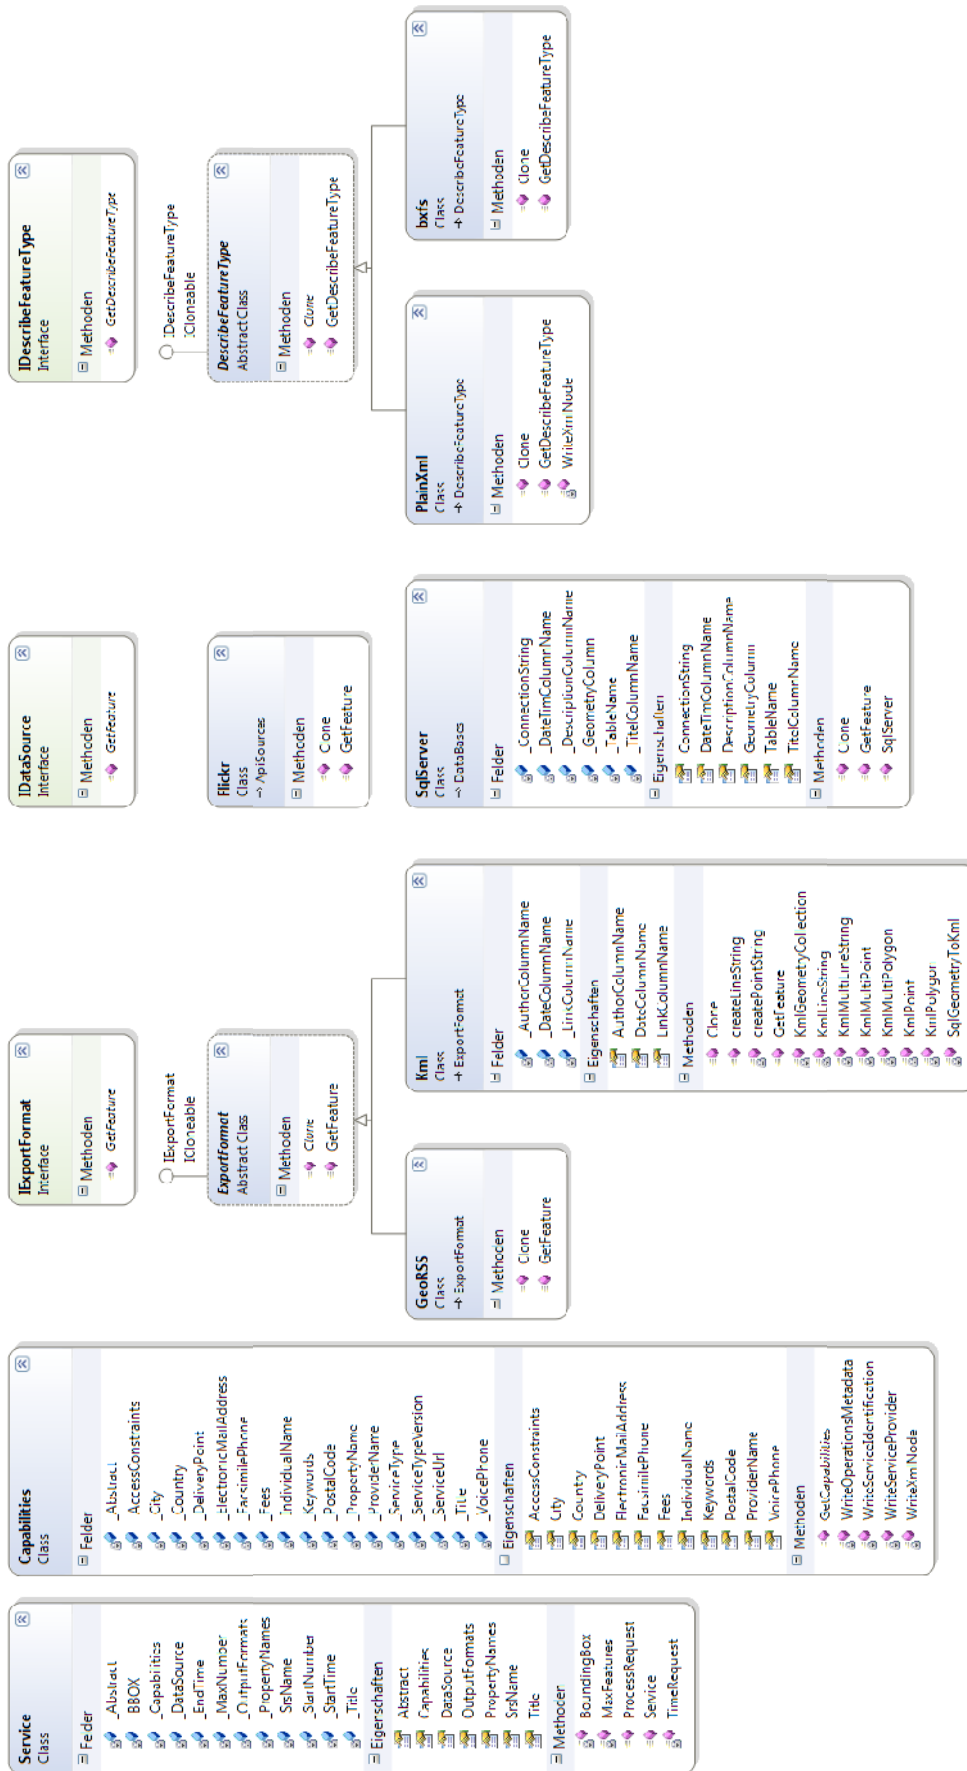 Service
Class
Felder
_Abstract
BBOX
_Capabilities
_DataSource
_EndTime
_MaxNumber
_OutputFormats
_PropertyNames
SrsName
_StartNumber
_StartTime
_Title
Eigenschaften
Abstract
Capabilities
DataSource
OutputFormats
PropertyNames
SrsName
Title
Methoden
BoundingBox
MaxFeatures
ProcessRequest
Service
TimeRequest
Capabilities
Class
Felder
_Abstract
_AccessConstraints
_City
_Country
_DeliveryPoint
_ElectronicMailAddress
_FacsimilePhone
_Fees
_IndividualName
_Keywords
_PostalCode
_PropertyName
_ProviderName
_ServiceType
_ServiceTypeVersion
_ServiceUrl
_Title
_VoicePhone
Eigenschaften
AccessConstraints
City
Country
DeliveryPoint
ElectronicMailAddress
FacsimilePhone
Fees
IndividualName
Keywords
PostalCode
ProviderName
VoicePhone
Methoden
GetCapabilities
WriteOperationsMetadata
WriteServiceIdentification
WriteServiceProvider
WriteXmlNode
IExportFormat
Interface
Methoden
GetFeature
IExportFormat
ICloneable
ExportFormat
Abstract Class
Methoden
Clone
GetFeature
GeoRSS
Class
→ ExportFormat
Methoden
Clone
GetFeature
Kml
Class
→ ExportFormat
Felder
_AuthorColumnName
_DateColumnName
_LinkColumnName
Eigenschaften
AuthorColumnName
DateColumnName
LinkColumnName
Methoden
Clone
createLineString
createPointString
GetFeature
KmlGeometryCollection
KmlLineString
KmlMultiLineString
KmlMultiPoint
KmlMultiPolygon
KmlPoint
KmlPolygon
SqlGeometryToKml
IDataSource
Interface
Methoden
GetFeature
Flickr
Class
→ ApiSources
Methoden
Clone
GetFeature
SqlServer
Class
→ DataBases
Felder
_ConnectionString
_DateTimColumnName
_DescriptionColumnName
_GeometryColumn
_TableName
_TitelColumnName
Eigenschaften
ConnectionString
DateTimColumnName
DescriptionColumnName
GeometryColumn
TableName
TitelColumnName
Methoden
Clone
GetFeature
SqlServer
IDescribeFeatureType
Interface
Methoden
GetDescribeFeatureType
IDescribeFeatureType
ICloneable
DescribeFeatureType
Abstract Class
Methoden
Clone
GetDescribeFeatureType
PlainXml
Class
→ DescribeFeatureType
Methoden
Clone
GetDescribeFeatureType
WriteXmlNode
bxfs
Class
→ DescribeFeatureType
Methoden
Clone
GetDescribeFeatureType